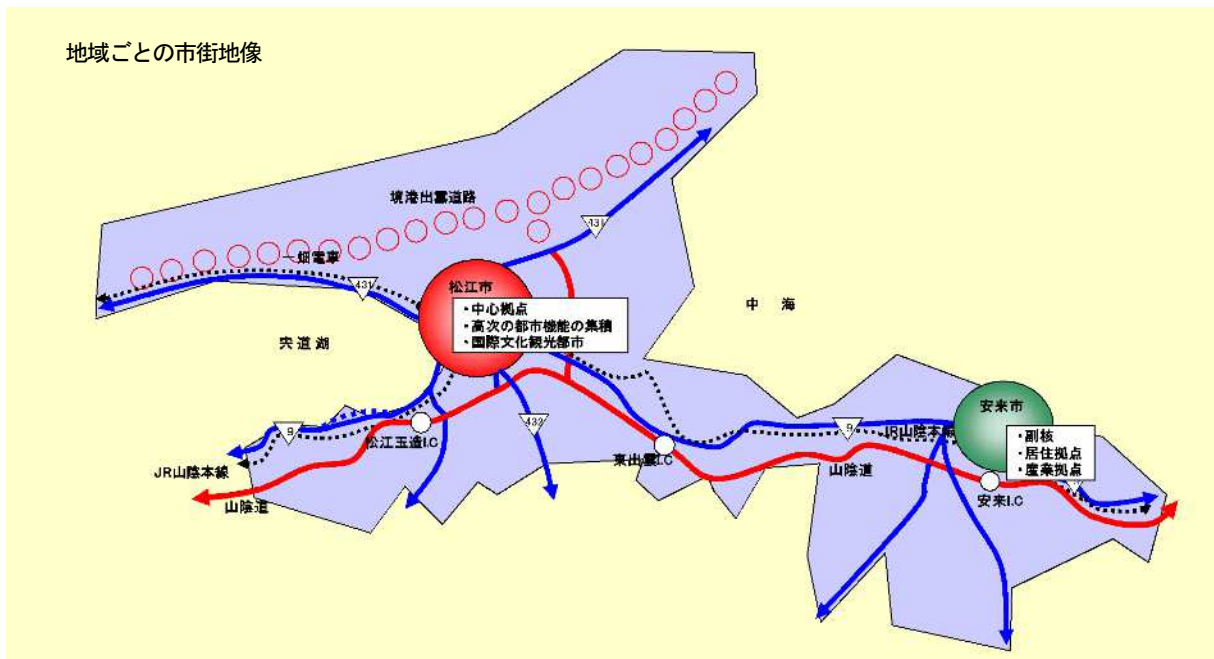 地域ごとの市街地像
境港出雲道路
431
一畑電車
431
松江市
・中心拠点
・高次の都市機能の集積
・国際文化観光都市
中海
宍道湖
安来市
・副核
・居住拠点
・産業拠点
9
松江玉造I.C
432
東出雲I.C
9
JR山陰本線
JR山陰本線
山陰道
山陰道
安来I.C